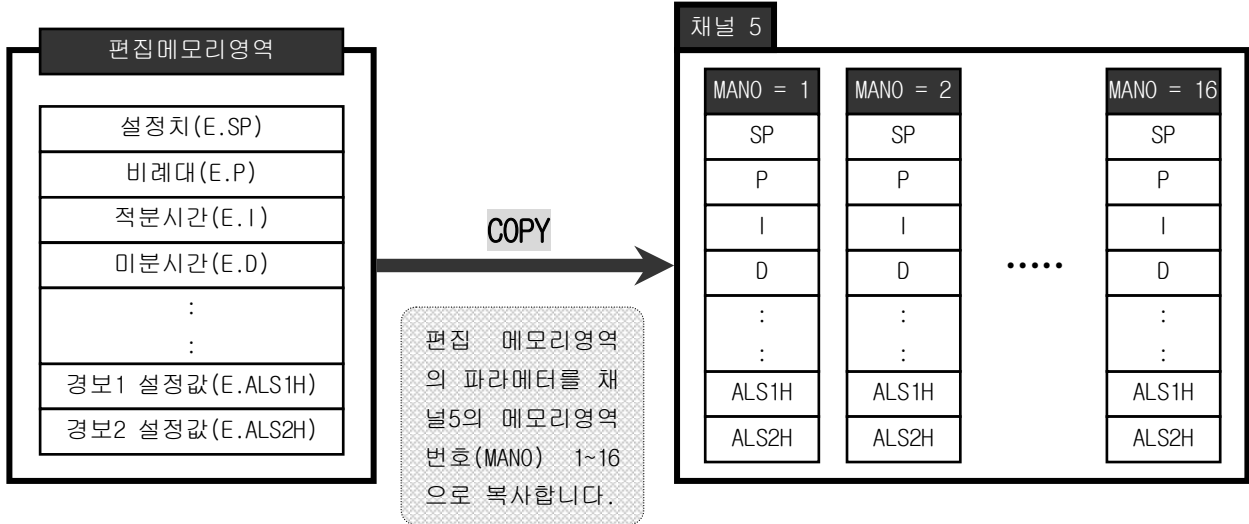 편집메모리영역
설정치(E.SP)
비례대(E.P)
적분시간(E.I)
미분시간(E.D)
:
:
경보1 설정값(E.ALS1H)
경보2 설정값(E.ALS2H)
COPY
편집 메모리영역
의 파라메터를 채
널5의 메모리영역
번호(MANO) 1~16
으로 복사합니다.
채널 5
MANO = 1
SP
P
I
D
:
:
ALS1H
ALS2H
MANO = 2
SP
P
I
D
:
:
ALS1H
ALS2H
·····
MANO = 16
SP
P
I
D
:
:
ALS1H
ALS2H